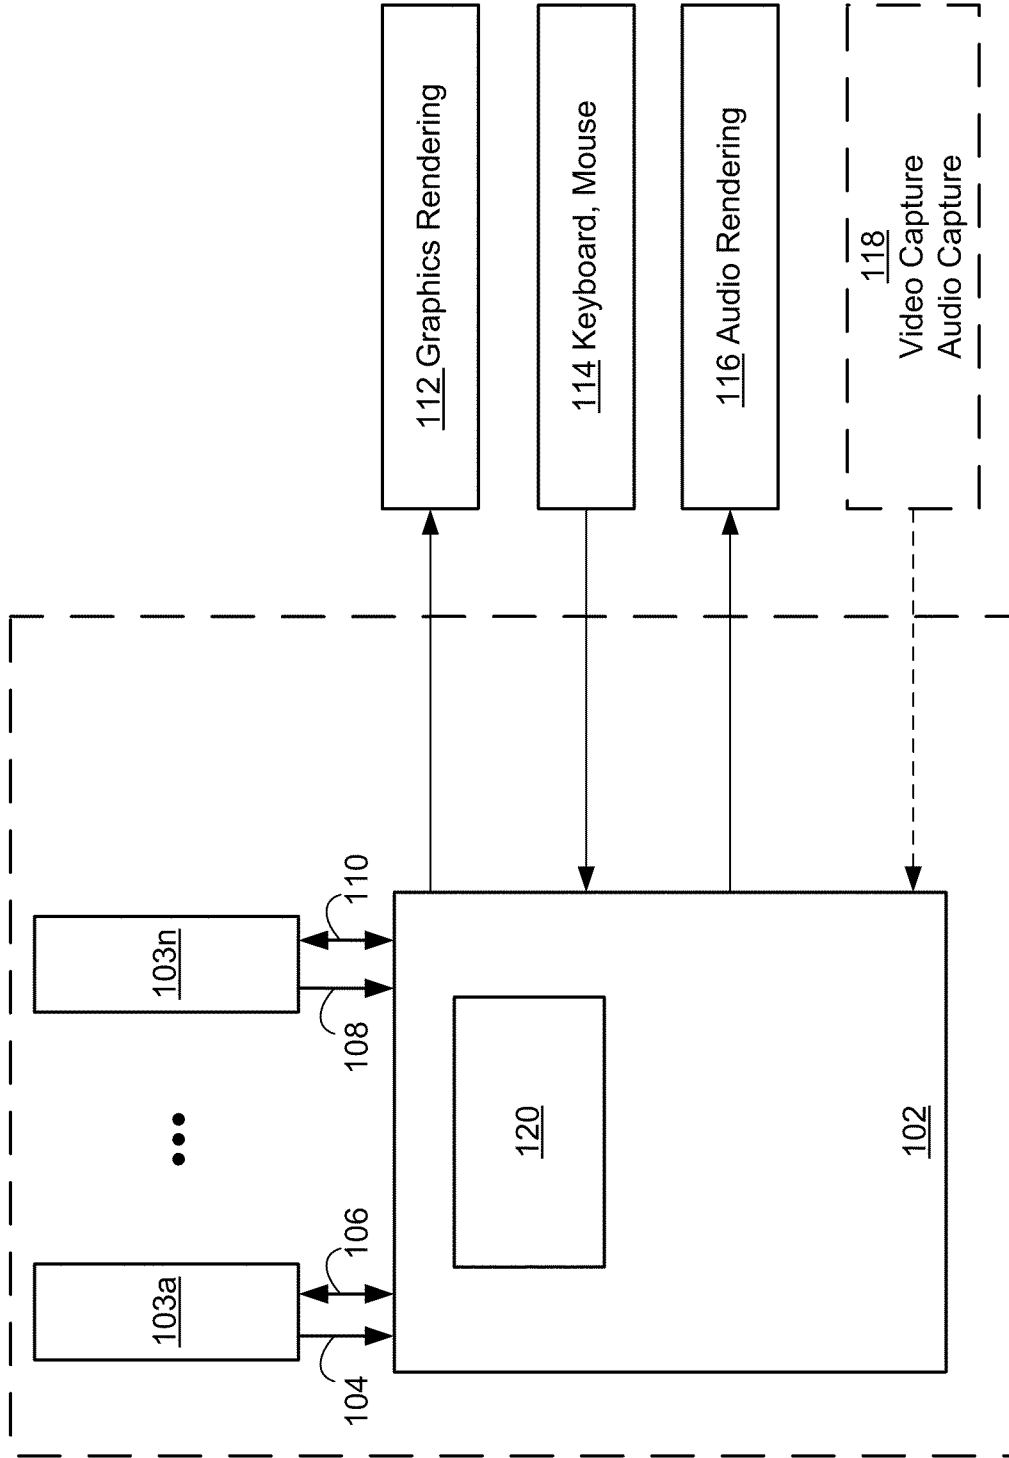 103a
103n
104
106
108
110
120
102
112 Graphics Rendering
114 Keyboard, Mouse
116 Audio Rendering
118
Video Capture
Audio Capture